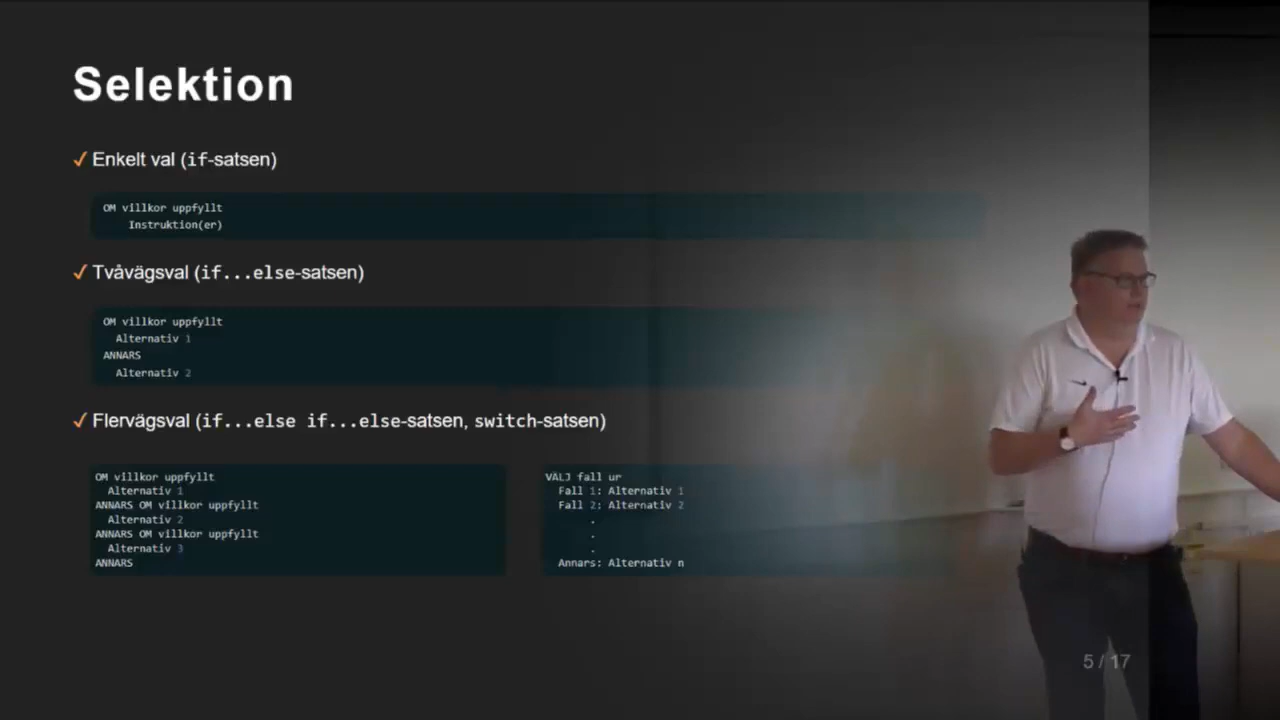 Selektion
✓ Enkelt val (if-satsen)
OM villkor uppfyllt
Instruktion(er)
✓ Tvåvägsval (if...else-satsen)
OM villkor uppfyllt
Alternativ 1
ANNARS
Alternativ 2
✓ Flervägsval (if...else if...else-satsen, switch-satsen)
OM villkor uppfyllt
Alternativ 1
ANNARS OM villkor uppfyllt
Alternativ 2
ANNARS OM villkor uppfyllt
Alternativ 3
ANNARS
VÄLJ fall ur
Fall 1: Alternativ 1
Fall 2: Alternativ 2
.
.
.
Annars: Alternativ n
5 / 17